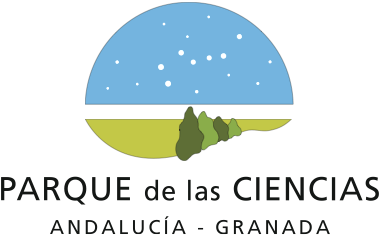 PARQUE de las CIENCIAS
ANDALUCÍA - GRANADA